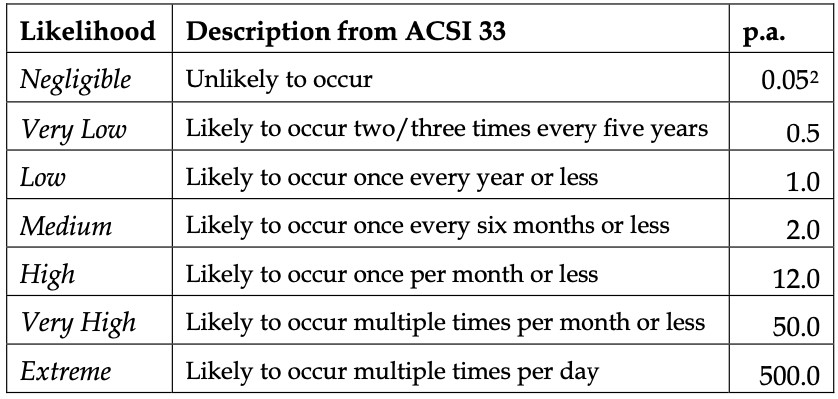 Likelihood Description from ACSI 33 p.a.
Negligible Unlikely to occur 0.05²
Very Low Likely to occur two/three times every five years 0.5
Low Likely to occur once every year or less 1.0
Medium Likely to occur once every six months or less 2.0
High Likely to occur once per month or less 12.0
Very High Likely to occur multiple times per month or less 50.0
Extreme Likely to occur multiple times per day 500.0